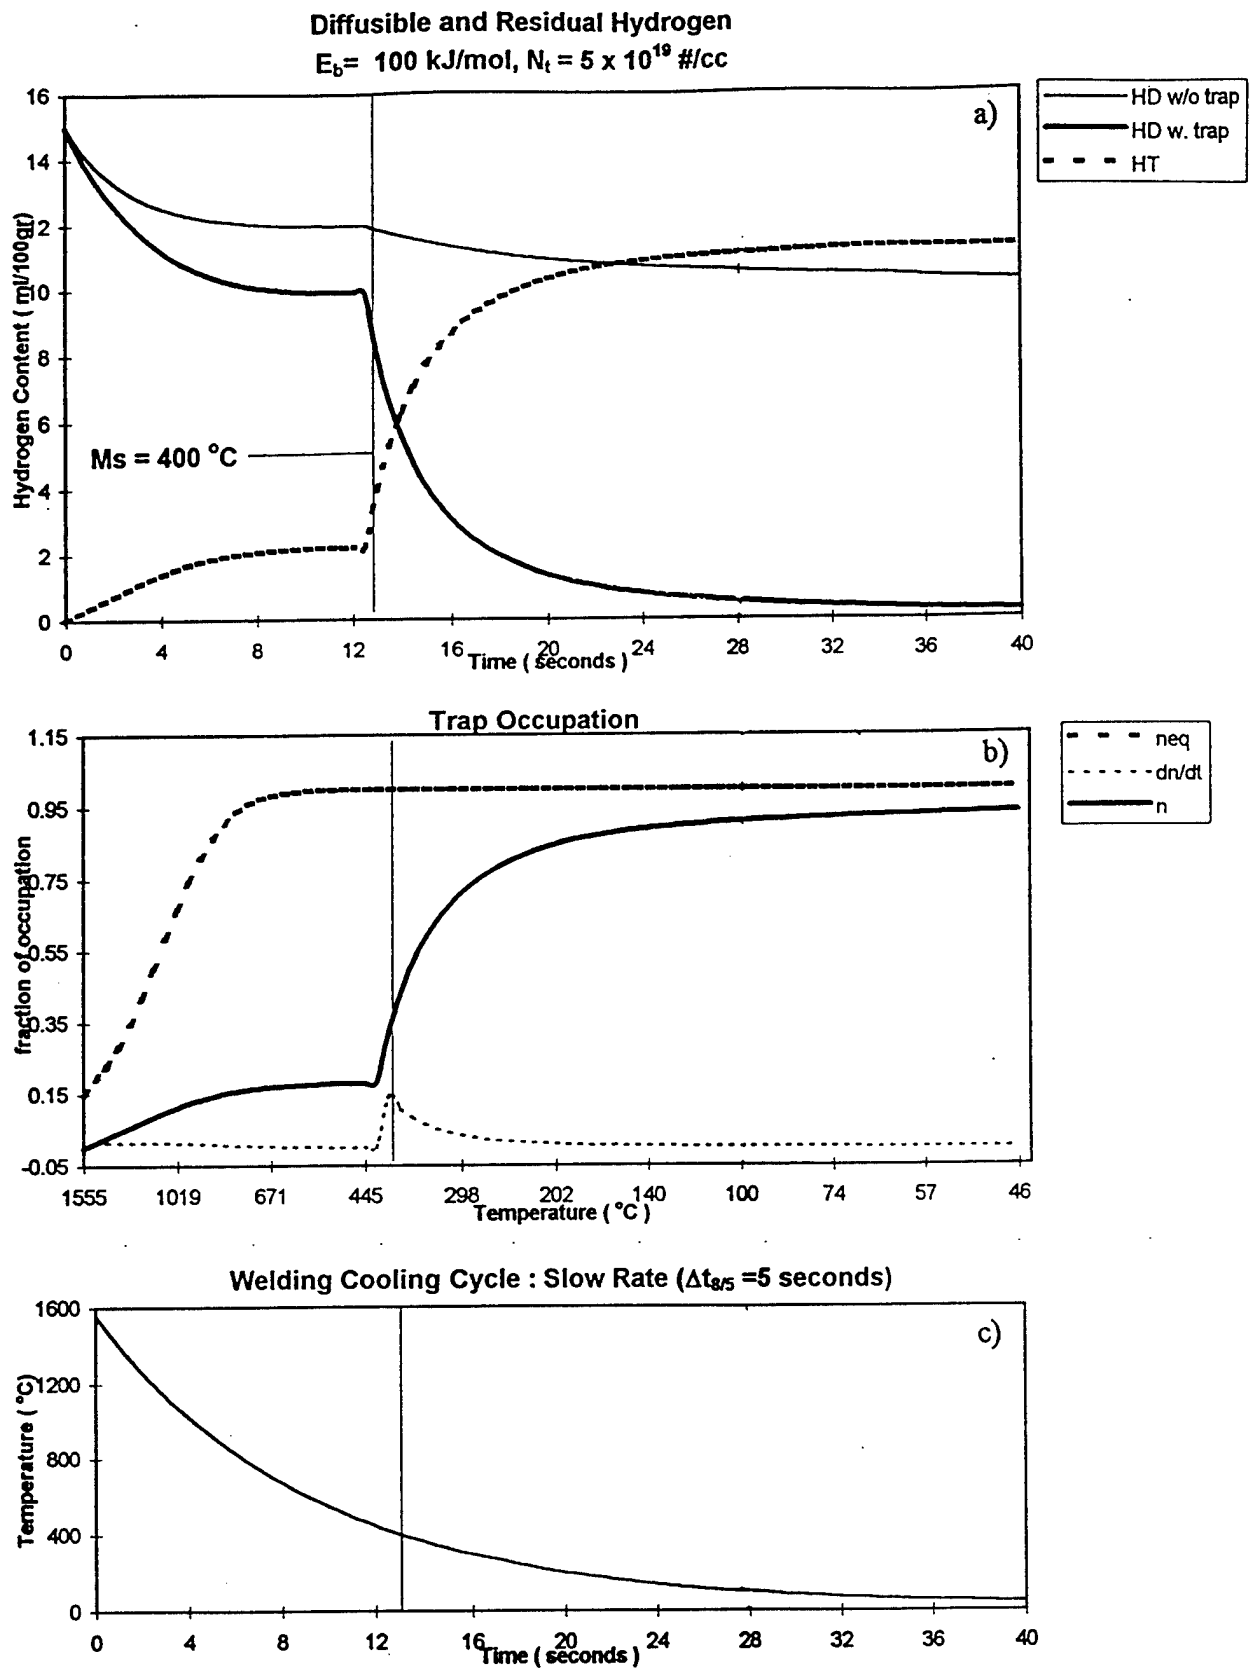 Diffusible and Residual Hydrogen
Eb= 100 kJ/mol, Nt = 5 x 10^19 #/cc
a)
HD w/o trap
HD w. trap
HT
Hydrogen Content ( ml/100gr)
16
14
12
10
8
6
4
2
0
Ms = 400 °C
0 4 8 12 16 20 24 28 32 36 40
Time ( seconds )
Trap Occupation
b)
neq
dn/dt
n
fraction of occupation
1.15
0.95
0.75
0.55
0.35
0.15
-0.05
1555 1019 671 445 298 202 140 100 74 57 46
Temperature ( °C )
Welding Cooling Cycle : Slow Rate (Δt8/5 =5 seconds)
c)
Temperature ( °C)
1600
1200
800
400
0
0 4 8 12 16 20 24 28 32 36 40
Time ( seconds )